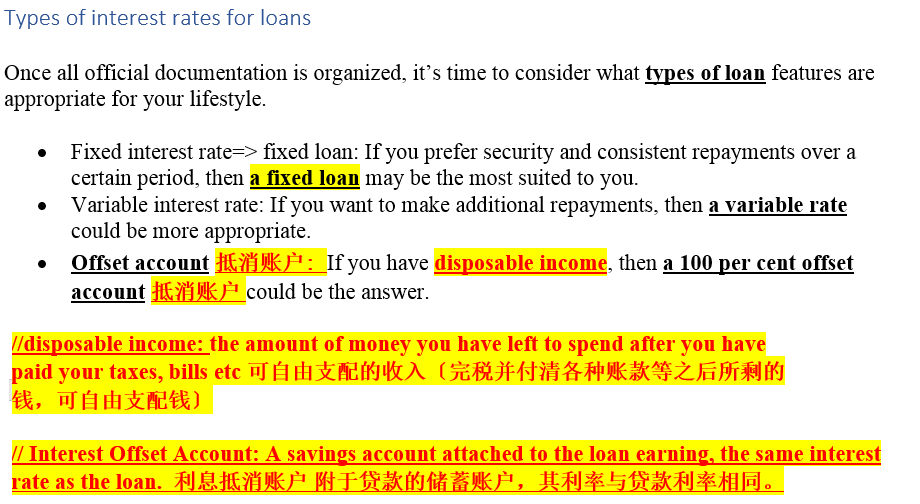 Types of interest rates for loans
Once all official documentation is organized, it's time to consider what types of loan features are
appropriate for your lifestyle.
• Fixed interest rate=> fixed loan: If you prefer security and consistent repayments over a
certain period, then a fixed loan may be the most suited to you.
• Variable interest rate: If you want to make additional repayments, then a variable rate
could be more appropriate.
• Offset account 抵消账户: If you have disposable income, then a 100 per cent offset
account 抵消账户 could be the answer.
//disposable income: the amount of money you have left to spend after you have
paid your taxes, bills etc 可自由支配的收入〔完税并付清各种账款等之后所剩的
钱，可自由支配钱〕
// Interest Offset Account: A savings account attached to the loan earning, the same interest
rate as the loan. 利息抵消账户 附于贷款的储蓄账户，其利率与贷款利率相同。